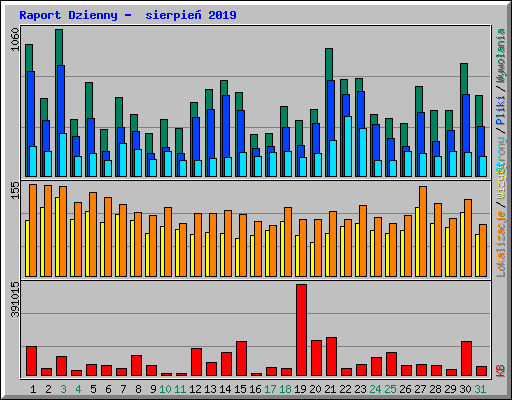 Raport Dzienny -  sierpień 2019
1060
155
391015
Wywołania / Pliki / Strony
Wizyt / Lokalizacje
KB
1 2 3 4 5 6 7 8 9 10 11 12 13 14 15 16 17 18 19 20 21 22 23 24 25 26 27 28 29 30 31